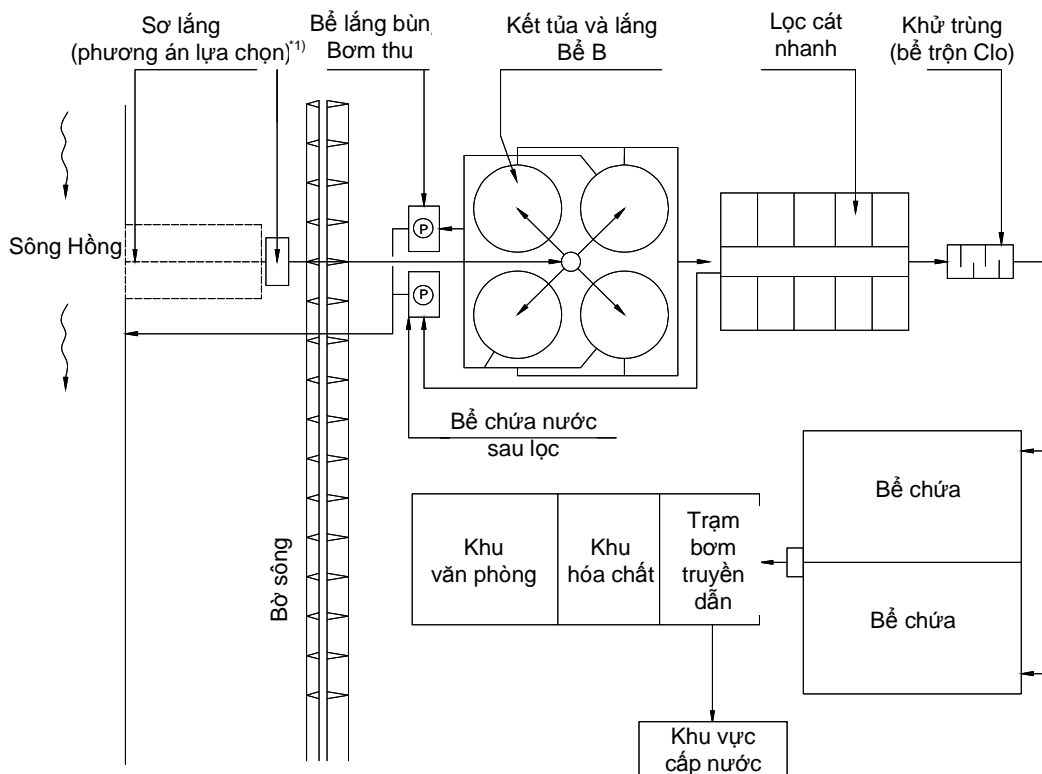 Sơ lắng
(phương án lựa chọn)*1)
Bể lắng bùn
Bơm thu
Kết tủa và lắng
Bể B
Lọc cát
nhanh
Khử trùng
(bể trộn Clo)
P
Sông Hồng
P
Bể chứa nước
sau lọc
Bờ sông
Khu
văn phòng
Khu
hóa chất
Trạm
bơm
truyền
dẫn
Bể chứa
Bể chứa
Khu vực
cấp nước